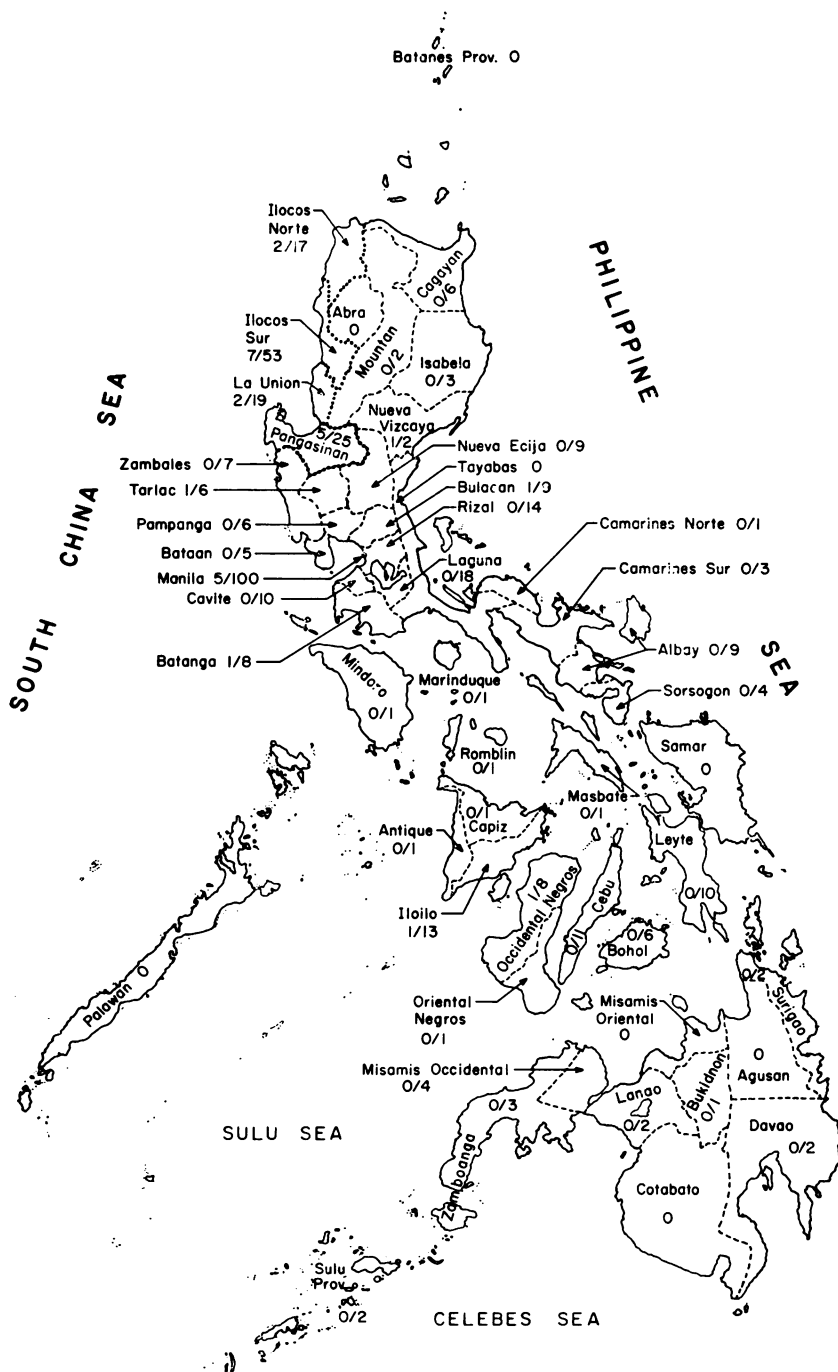 Batanes Prov. 0
Ilocos
Norte
2/17
PHILIPPINE
SEA
SOUTH CHINA SEA
Cagayan
0/6
Abra
0
Ilocos
Sur
7/53
Mountan
0/2
Isabela
0/3
La Union
2/19
Nueva
Vizcaya
1/2
5/25
Pangasinan
Zambales 0/7
Nueva Ecija 0/9
Tayabas 0
Tarlac 1/6
Bulacan 1/9
Rizal 0/14
Pampanga 0/6
Camarines Norte 0/1
Bataan 0/5
Laguna
0/18
Camarines Sur 0/3
Manila 5/100
Cavite 0/10
Albay 0/9
Batanga 1/8
Mindoro
0/1
Marinduque
0/1
Sorsogon 0/4
Romblin
0/1
Samar
0
Masbate
0/1
0/1
Capiz
Antique
0/1
Leyte
0/10
Iloilo
1/13
1/8
Occidental Negros
Cebu
0/11
0/6
Bohol
Oriental
Negros
0/1
Misamis
Oriental
0
0/2
Surigao
Palawan 0
Misamis Occidental
0/4
0
Agusan
Bukidnon
0/1
Lanao
0/2
0/3
Zamboanga
Davao
0/2
SULU SEA
Cotabato
0
Sulu
Prov.
0/2
CELEBES SEA